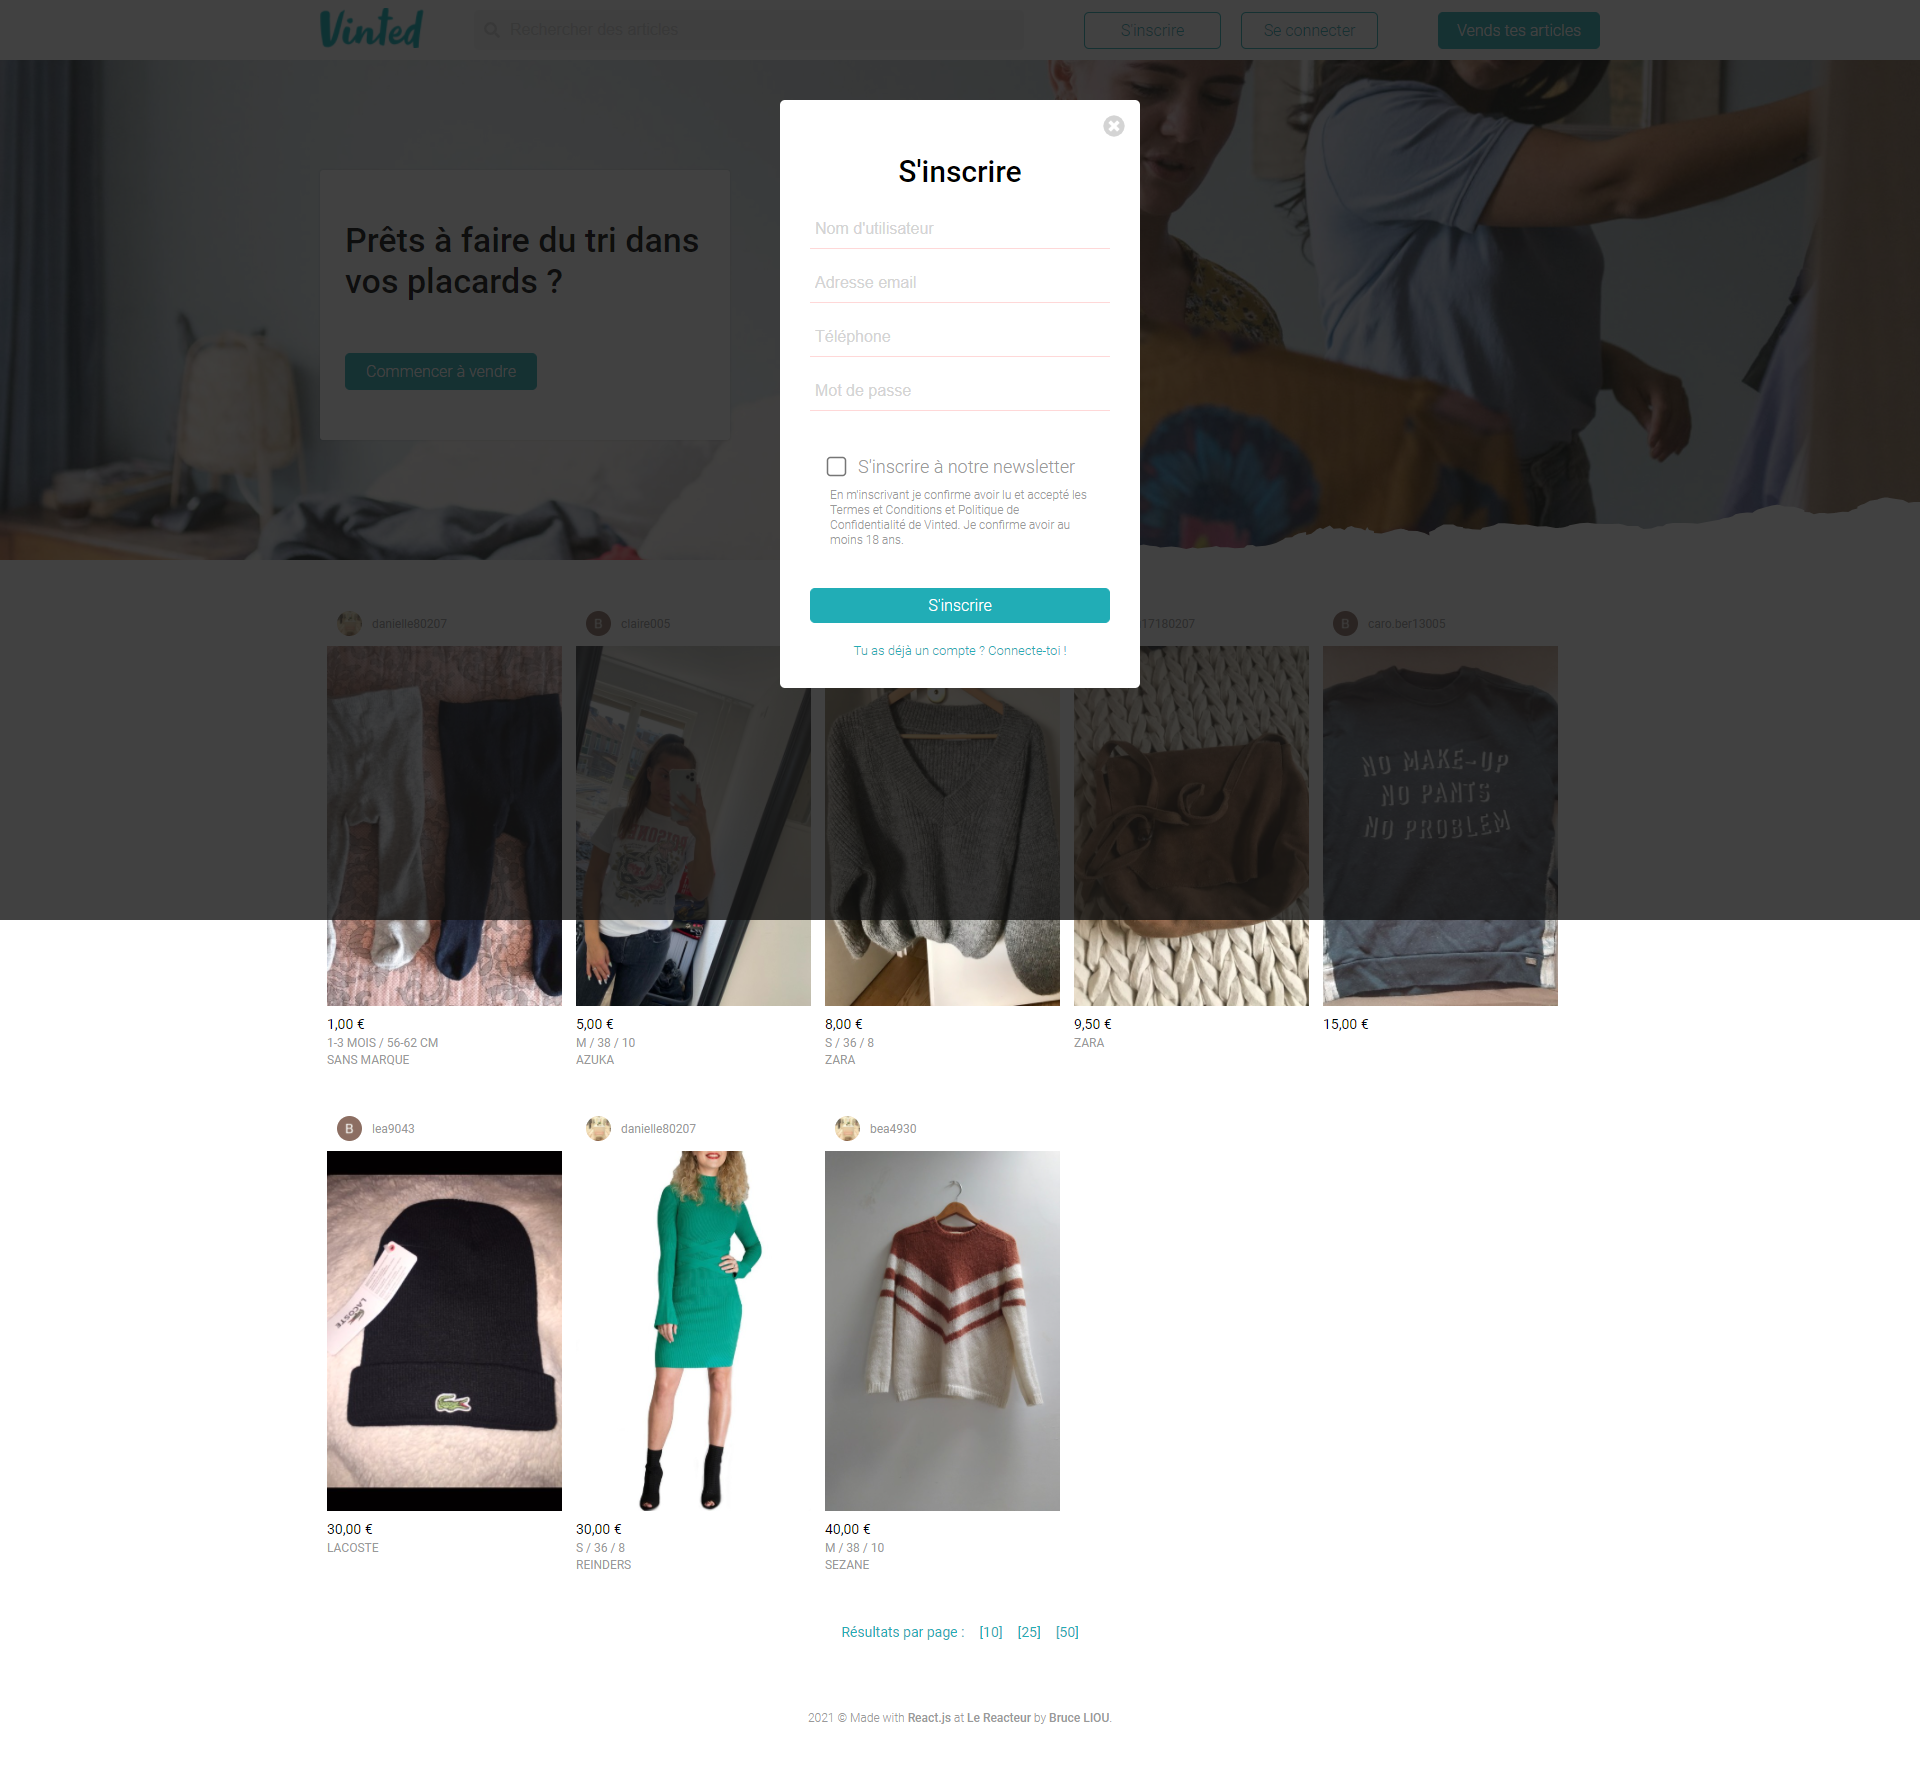 Vinted
Rechercher des articles
S'inscrire
Se connecter
Vends tes articles
Prêts à faire du tri dans
vos placards ?
Commencer à vendre
S'inscrire
Nom d'utilisateur
Adresse email
Téléphone
Mot de passe
S'inscrire à notre newsletter
En m'inscrivant je confirme avoir lu et accepté les
Termes et Conditions et Politique de
Confidentialité de Vinted. Je confirme avoir au
moins 18 ans.
S'inscrire
Tu as déjà un compte ? Connecte-toi !
danielle80207
B claire005
17180207
B caro.ber13005
NO MAKE-UP
NO PANTS
NO PROBLEM
1,00 €
1-3 MOIS / 56-62 CM
SANS MARQUE
5,00 €
M / 38 / 10
AZUKA
8,00 €
S / 36 / 8
ZARA
9,50 €
ZARA
15,00 €
B lea9043
danielle80207
bea4930
LACOSTE
30,00 €
LACOSTE
30,00 €
S / 36 / 8
REINDERS
40,00 €
M / 38 / 10
SEZANE
Résultats par page : [10] [25] [50]
2021 © Made with React.js at Le Reacteur by Bruce LIOU.